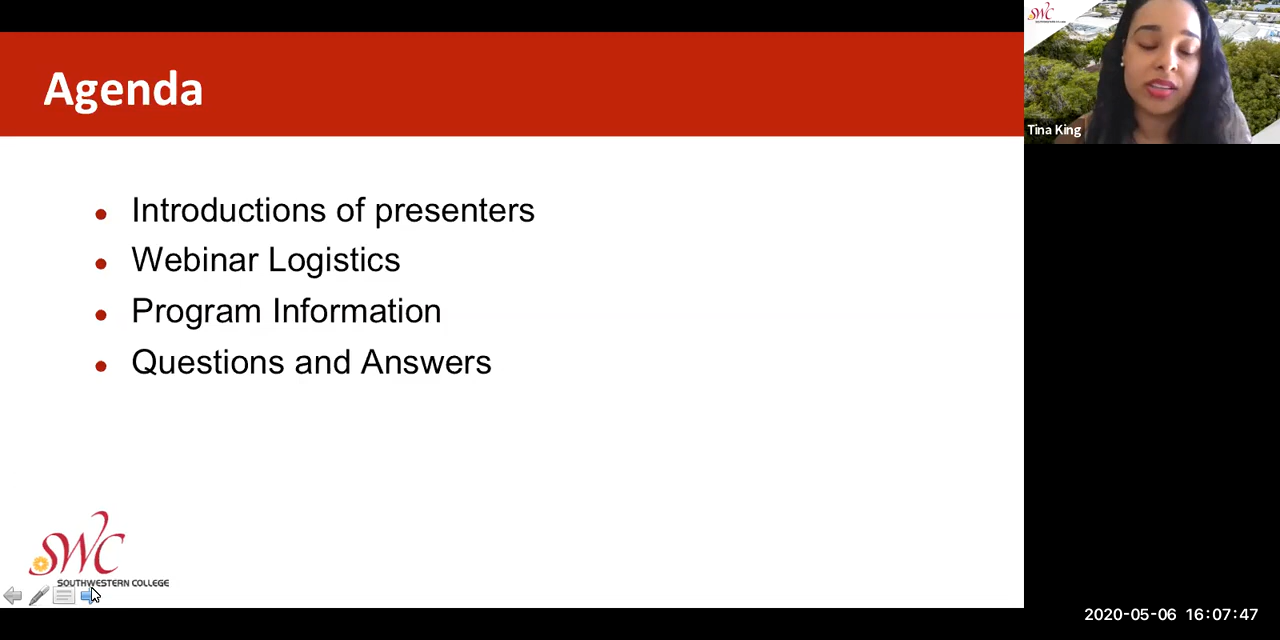 Agenda
Introductions of presenters
Webinar Logistics
Program Information
Questions and Answers
SWC
SOUTHWESTERN COLLEGE
SWC
Tina King
2020-05-06 16:07:47